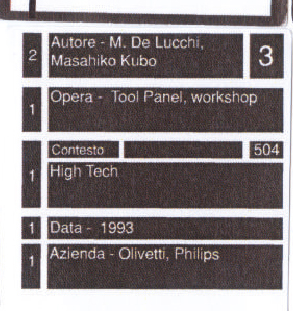 2 Autore - M. De Lucchi, 3
Masahiko Kubo
1 Opera - Tool Panel, workshop
Contesto 504
1 High Tech
1 Data - 1993
1 Azienda - Olivetti, Philips